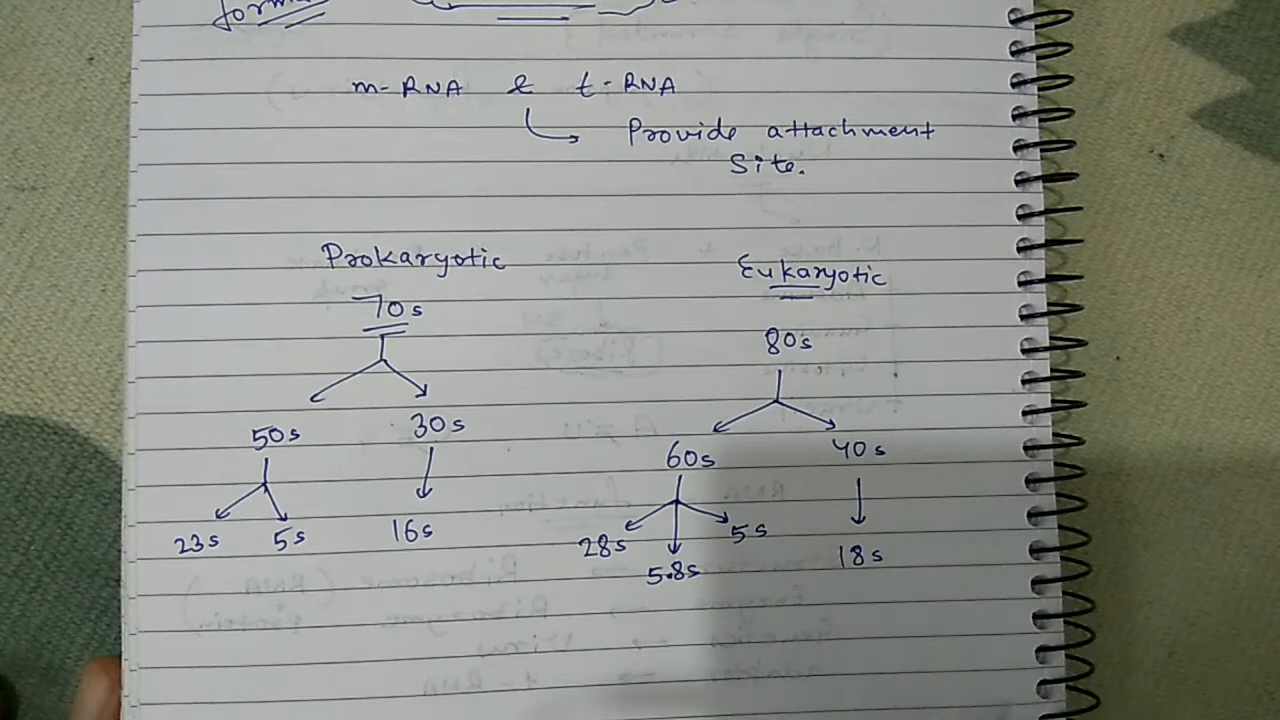 m-RNA & t-RNA
Provide attachment
Site.
Prokaryotic
Eukaryotic
70s
80s
50s 30s
60s 40s
23s 5s 16s
28s 5.8s 5s 18s